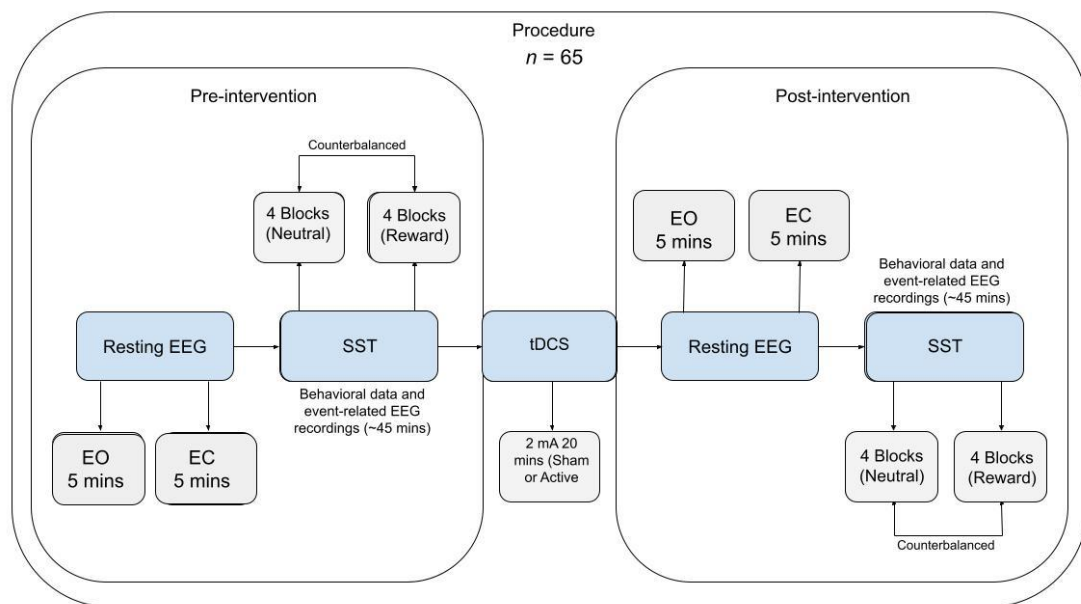 Procedure
n = 65
Pre-intervention
Counterbalanced
4 Blocks
(Neutral)
4 Blocks
(Reward)
Resting EEG
SST
Behavioral data and
event-related EEG
recordings (~45 mins)
EO
5 mins
EC
5 mins
tDCS
2 mA 20
mins (Sham
or Active
Post-intervention
EO
5 mins
EC
5 mins
Behavioral data and
event-related EEG
recordings (~45 mins)
Resting EEG
SST
4 Blocks
(Neutral)
4 Blocks
(Reward)
Counterbalanced